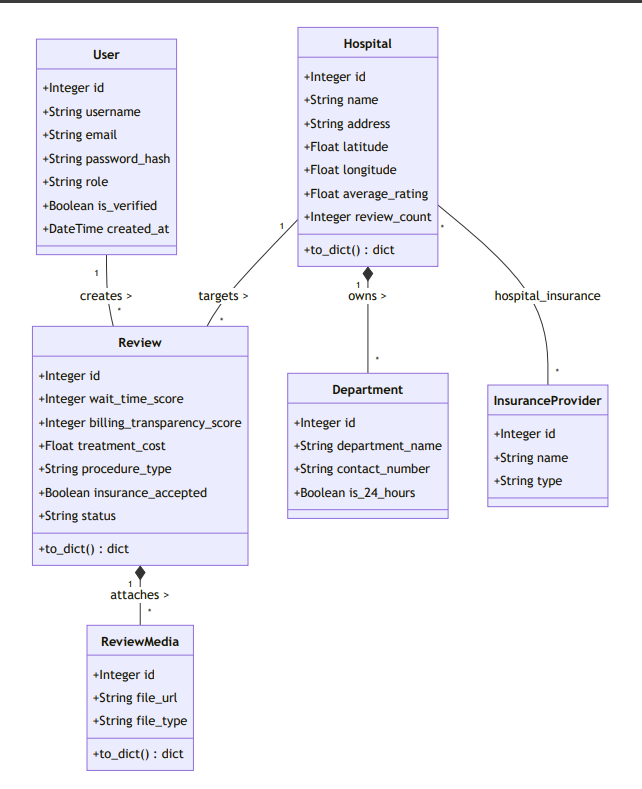 User
+Integer id
+String username
+String email
+String password_hash
+String role
+Boolean is_verified
+DateTime created_at
Hospital
+Integer id
+String name
+String address
+Float latitude
+Float longitude
+Float average_rating
+Integer review_count
+to_dict() : dict
1
creates >
*
1
targets >
*
1
owns >
*
*
hospital_insurance
*
Review
+Integer id
+Integer wait_time_score
+Integer billing_transparency_score
+Float treatment_cost
+String procedure_type
+Boolean insurance_accepted
+String status
+to_dict() : dict
Department
+Integer id
+String department_name
+String contact_number
+Boolean is_24_hours
InsuranceProvider
+Integer id
+String name
+String type
1
attaches >
*
ReviewMedia
+Integer id
+String file_url
+String file_type
+to_dict() : dict